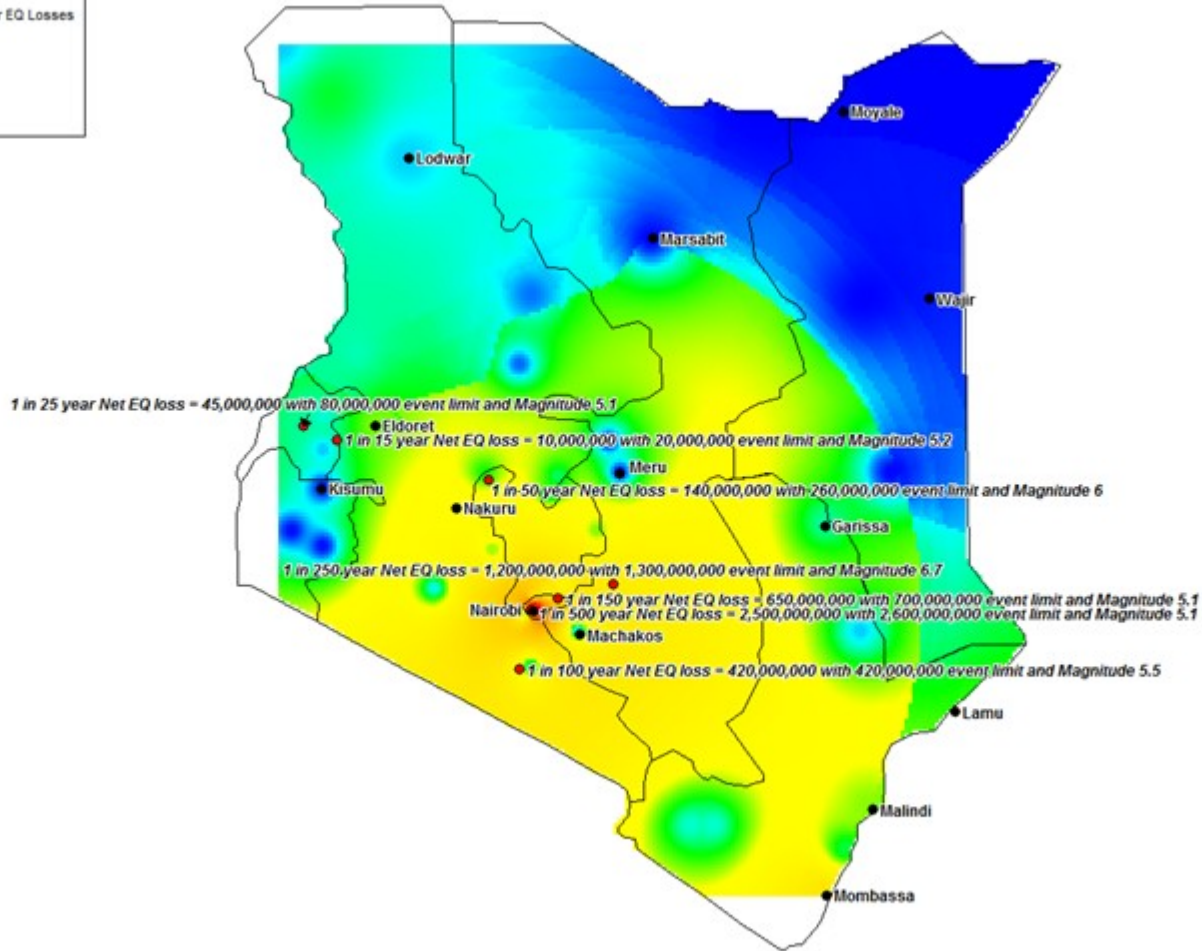 r EQ Losses
Moyale
Lodwar
Marsabit
Wajir
1 in 25 year Net EQ loss = 45,000,000 with 80,000,000 event limit and Magnitude 5.1
Eldoret
1 in 15 year Net EQ loss = 10,000,000 with 20,000,000 event limit and Magnitude 5.2
Meru
Kisumu
1 in 50 year Net EQ loss = 140,000,000 with 260,000,000 event limit and Magnitude 6
Nakuru
Garissa
1 in 250 year Net EQ loss = 1,200,000,000 with 1,300,000,000 event limit and Magnitude 6.7
1 in 150 year Net EQ loss = 650,000,000 with 700,000,000 event limit and Magnitude 5.1
Nairobi
1 in 500 year Net EQ loss = 2,500,000,000 with 2,600,000,000 event limit and Magnitude 5.1
Machakos
1 in 100 year Net EQ loss = 420,000,000 with 420,000,000 event limit and Magnitude 5.5
Lamu
Malindi
Mombassa